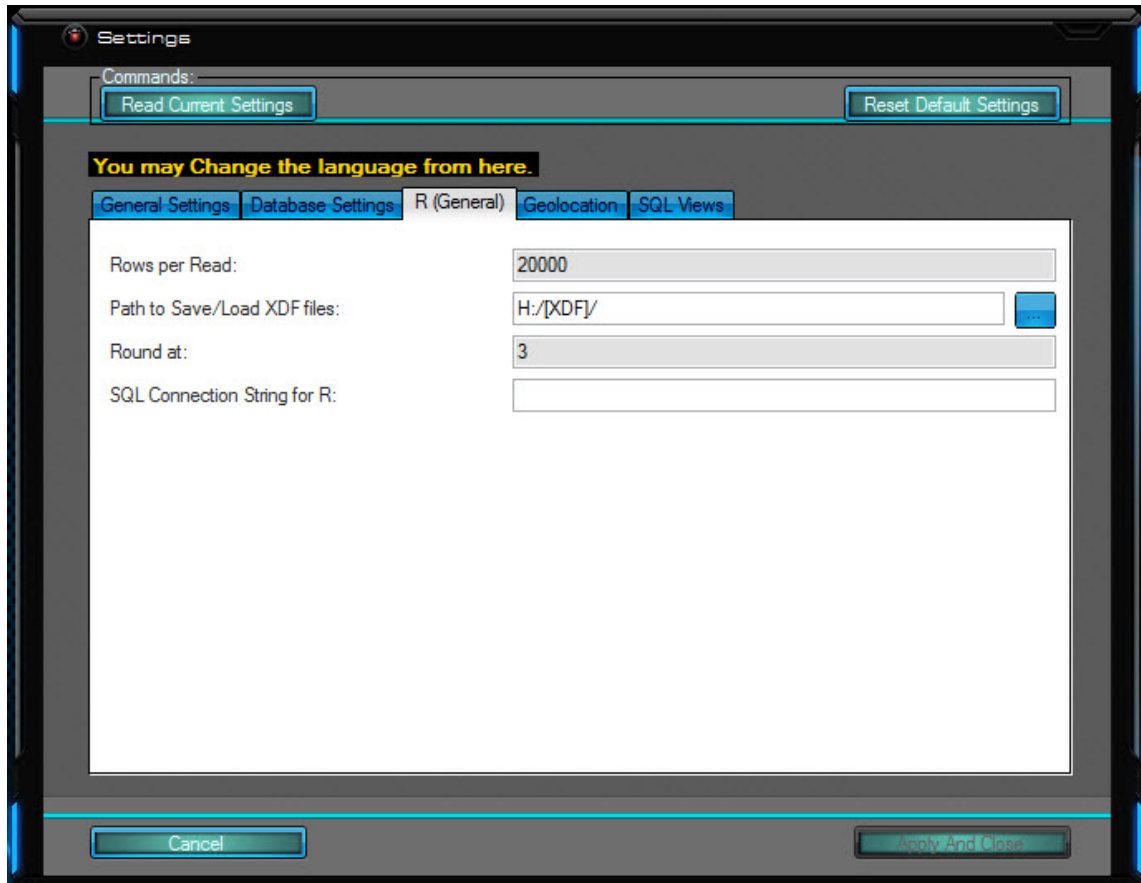 Settings
Commands:
Read Current Settings
Reset Default Settings
You may Change the language from here.
General Settings
Database Settings
R (General)
Geolocation
SQL Views
Rows per Read:
20000
Path to Save/Load XDF files:
H:/[XDF]/
...
Round at:
3
SQL Connection String for R:
Cancel
Apply And Close